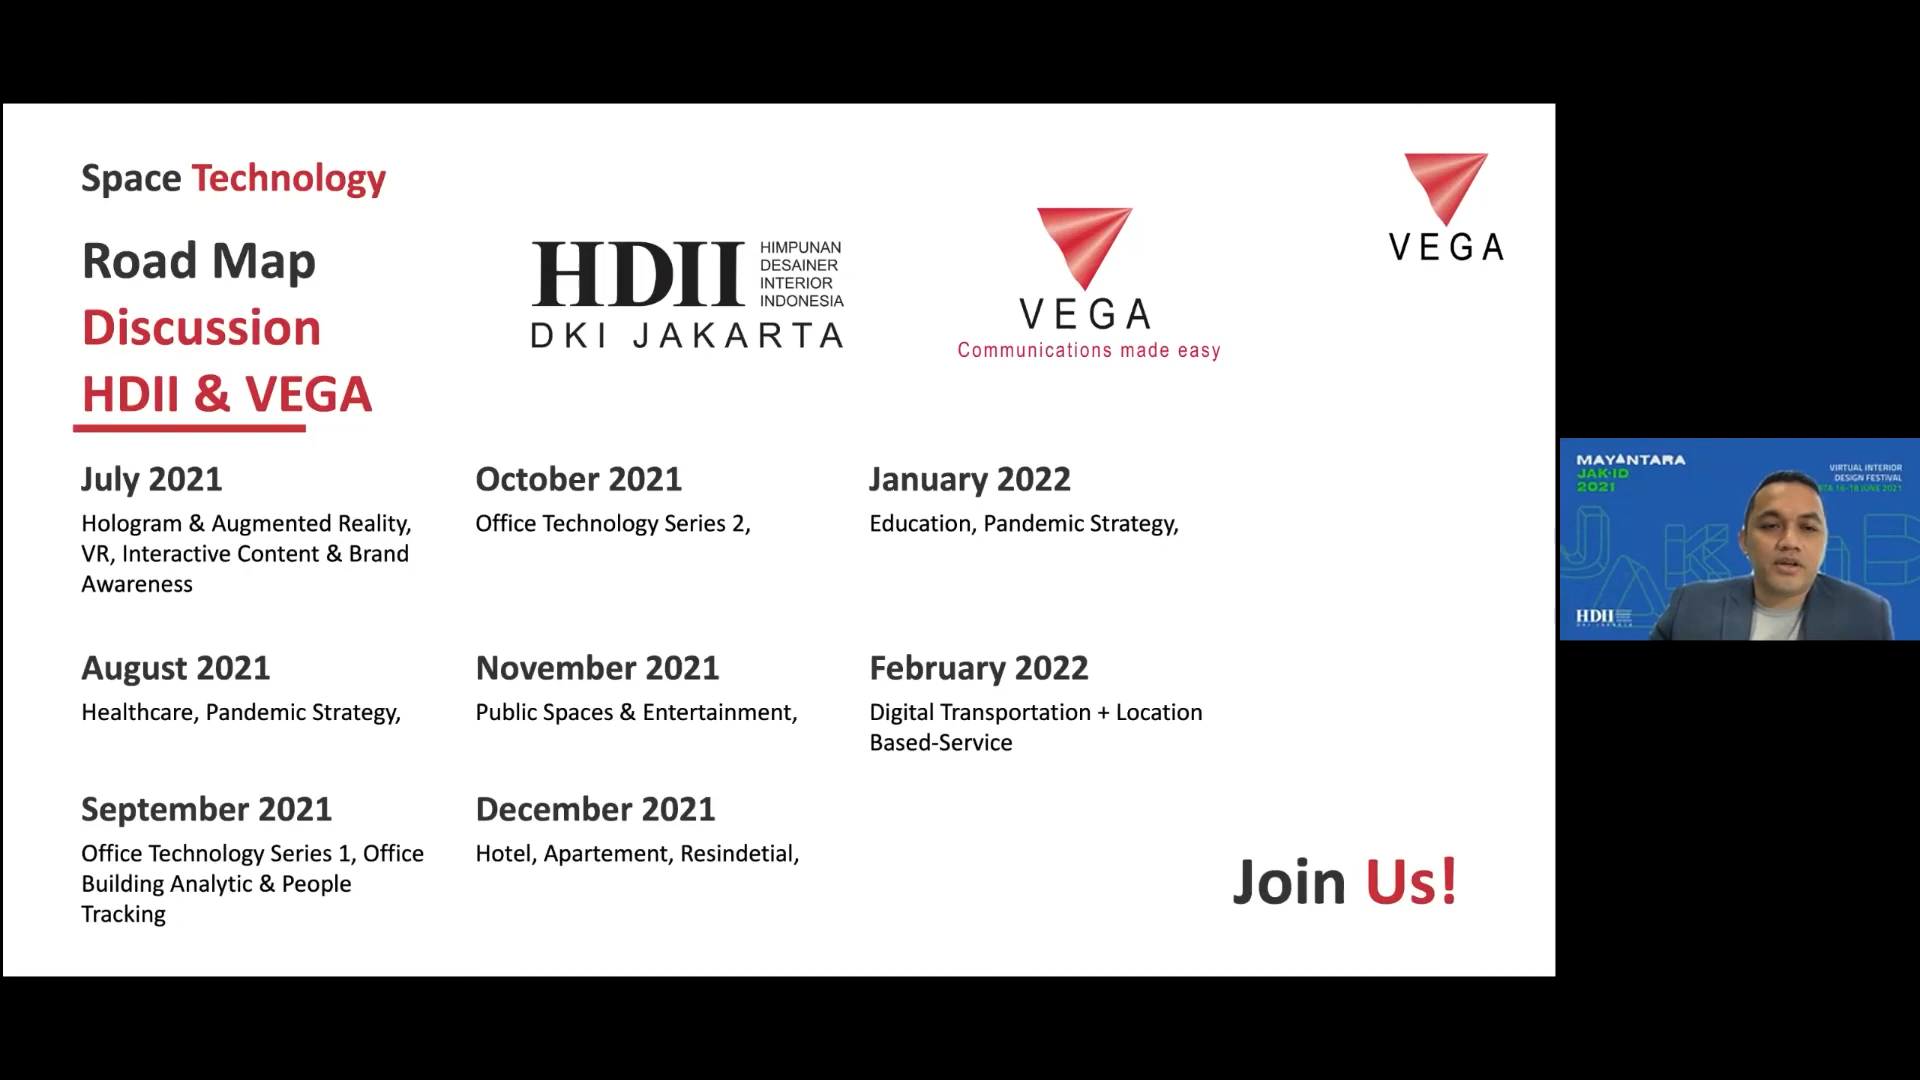 Space Technology
Road Map
Discussion
HDII & VEGA
HDII
HIMPUNAN
DESAINER
INTERIOR
INDONESIA
DKI JAKARTA
VEGA
Communications made easy
VEGA
July 2021
Hologram & Augmented Reality,
VR, Interactive Content & Brand
Awareness
October 2021
Office Technology Series 2,
January 2022
Education, Pandemic Strategy,
August 2021
Healthcare, Pandemic Strategy,
November 2021
Public Spaces & Entertainment,
February 2022
Digital Transportation + Location
Based-Service
September 2021
Office Technology Series 1, Office
Building Analytic & People
Tracking
December 2021
Hotel, Apartement, Resindetial,
Join Us!
MAYANTARA
JAK·ID
2021
VIRTUAL INTERIOR
DESIGN FESTIVAL
16-18 JUNE 2021
HDII